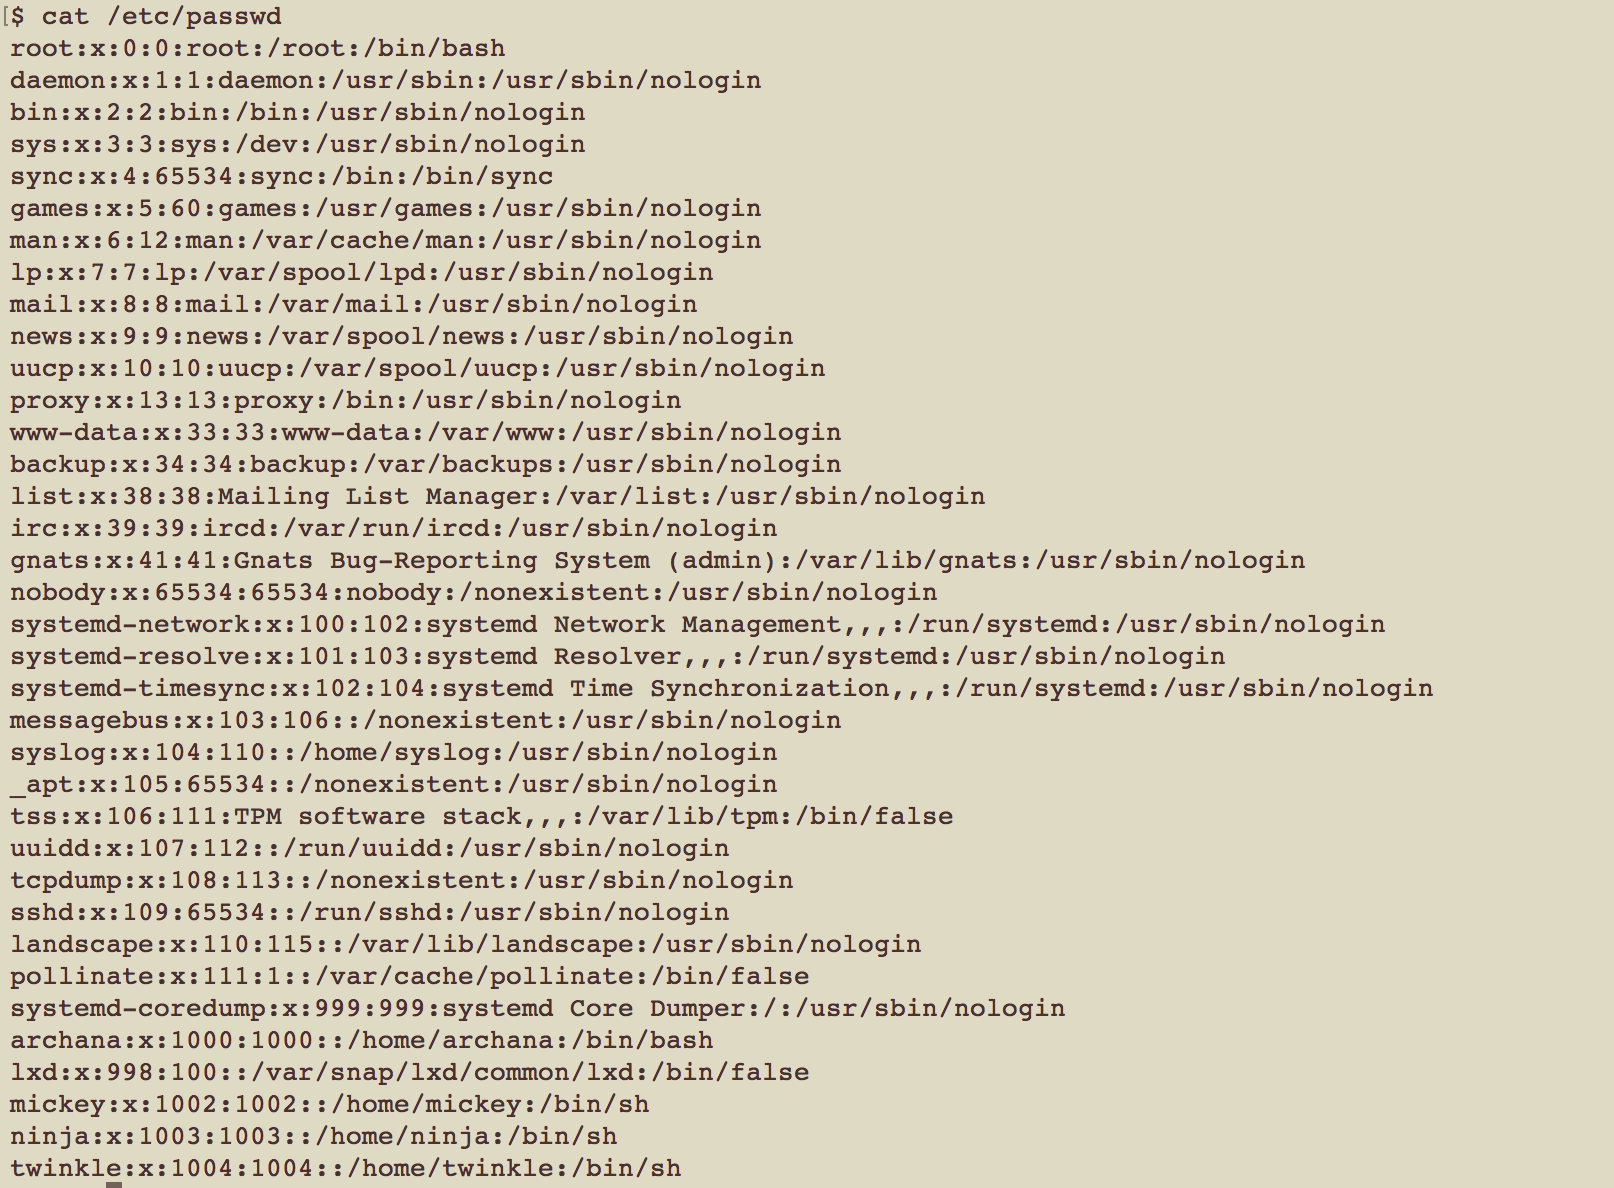 [$ cat /etc/passwd
root:x:0:0:root:/root:/bin/bash
daemon:x:1:1:daemon:/usr/sbin:/usr/sbin/nologin
bin:x:2:2:bin:/bin:/usr/sbin/nologin
sys:x:3:3:sys:/dev:/usr/sbin/nologin
sync:x:4:65534:sync:/bin:/bin/sync
games:x:5:60:games:/usr/games:/usr/sbin/nologin
man:x:6:12:man:/var/cache/man:/usr/sbin/nologin
lp:x:7:7:lp:/var/spool/lpd:/usr/sbin/nologin
mail:x:8:8:mail:/var/mail:/usr/sbin/nologin
news:x:9:9:news:/var/spool/news:/usr/sbin/nologin
uucp:x:10:10:uucp:/var/spool/uucp:/usr/sbin/nologin
proxy:x:13:13:proxy:/bin:/usr/sbin/nologin
www-data:x:33:33:www-data:/var/www:/usr/sbin/nologin
backup:x:34:34:backup:/var/backups:/usr/sbin/nologin
list:x:38:38:Mailing List Manager:/var/list:/usr/sbin/nologin
irc:x:39:39:ircd:/var/run/ircd:/usr/sbin/nologin
gnats:x:41:41:Gnats Bug-Reporting System (admin):/var/lib/gnats:/usr/sbin/nologin
nobody:x:65534:65534:nobody:/nonexistent:/usr/sbin/nologin
systemd-network:x:100:102:systemd Network Management,,,:/run/systemd:/usr/sbin/nologin
systemd-resolve:x:101:103:systemd Resolver,,,:/run/systemd:/usr/sbin/nologin
systemd-timesync:x:102:104:systemd Time Synchronization,,,:/run/systemd:/usr/sbin/nologin
messagebus:x:103:106::/nonexistent:/usr/sbin/nologin
syslog:x:104:110::/home/syslog:/usr/sbin/nologin
_apt:x:105:65534::/nonexistent:/usr/sbin/nologin
tss:x:106:111:TPM software stack,,,:/var/lib/tpm:/bin/false
uuidd:x:107:112::/run/uuidd:/usr/sbin/nologin
tcpdump:x:108:113::/nonexistent:/usr/sbin/nologin
sshd:x:109:65534::/run/sshd:/usr/sbin/nologin
landscape:x:110:115::/var/lib/landscape:/usr/sbin/nologin
pollinate:x:111:1::/var/cache/pollinate:/bin/false
systemd-coredump:x:999:999:systemd Core Dumper:/:/usr/sbin/nologin
archana:x:1000:1000::/home/archana:/bin/bash
lxd:x:998:100::/var/snap/lxd/common/lxd:/bin/false
mickey:x:1002:1002::/home/mickey:/bin/sh
ninja:x:1003:1003::/home/ninja:/bin/sh
twinkle:x:1004:1004::/home/twinkle:/bin/sh